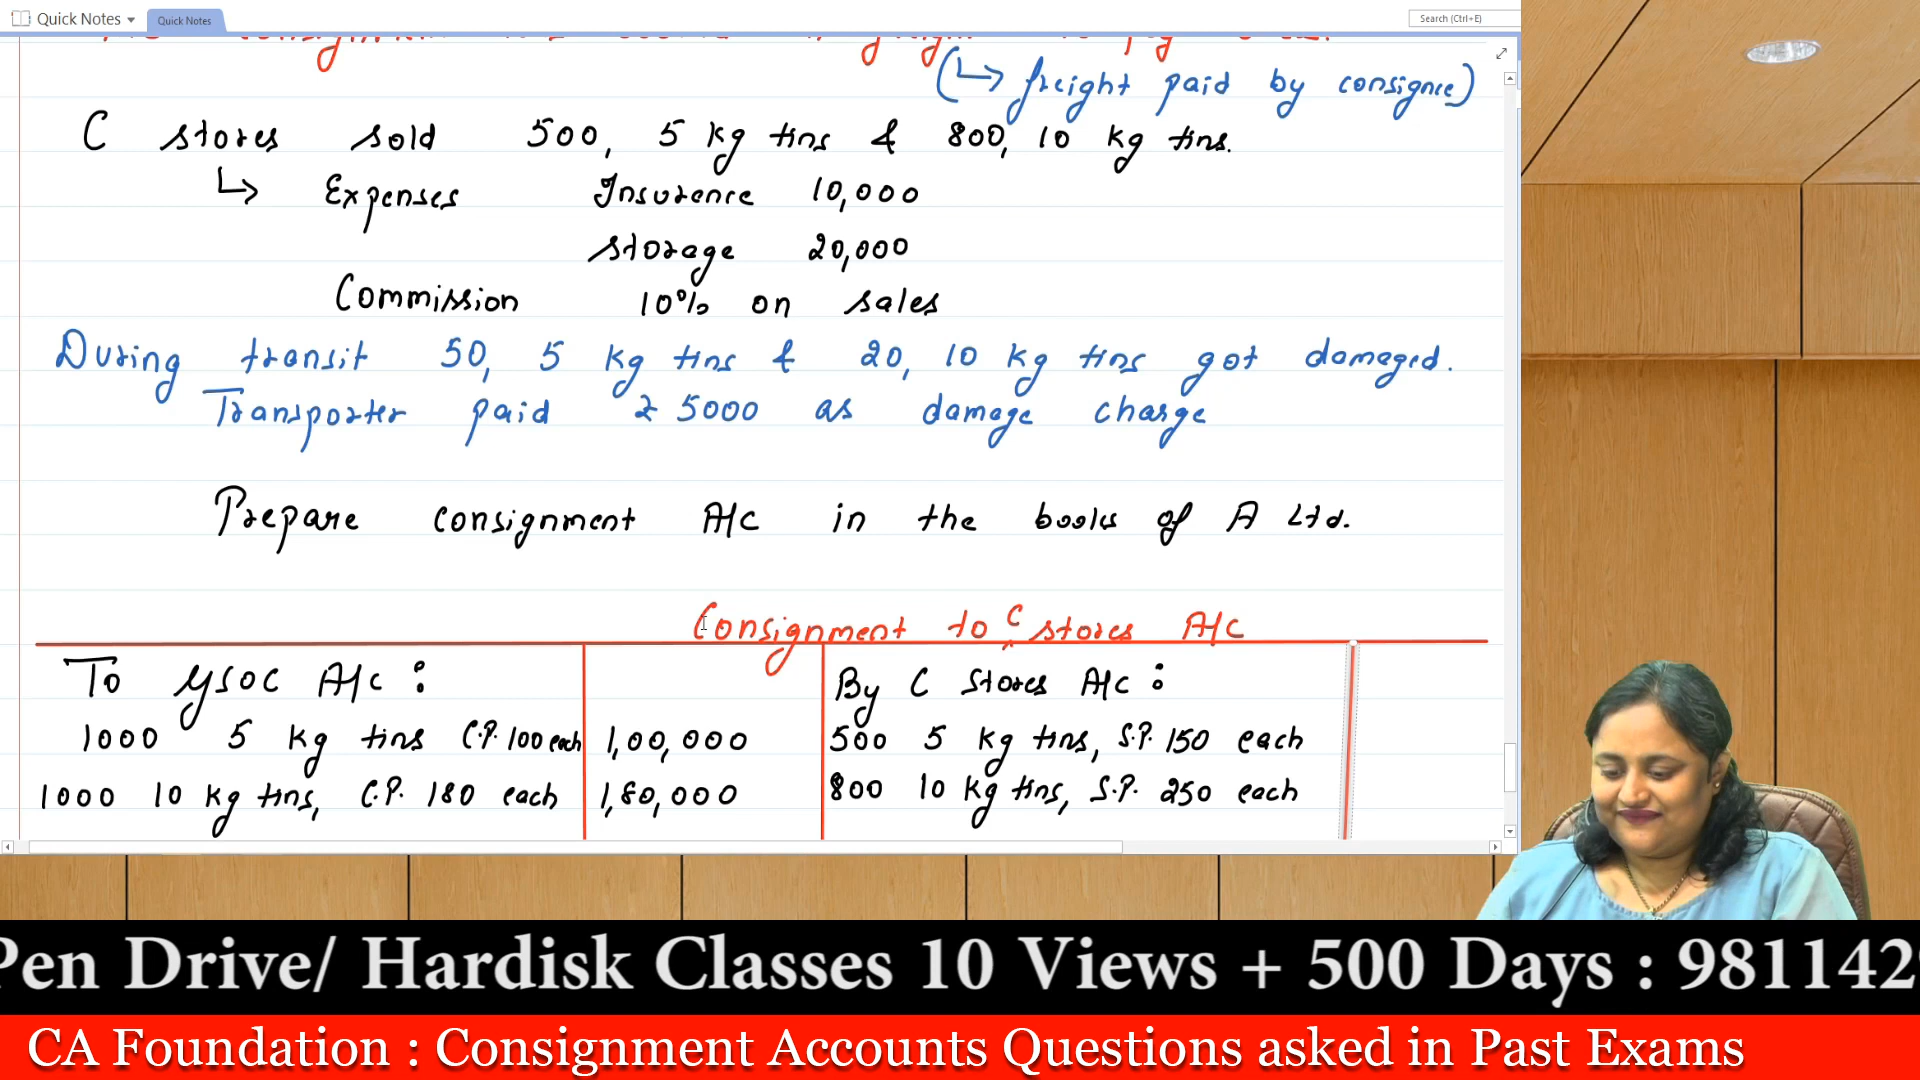 Quick Notes
Quick Notes
Search (Ctrl+E)
(↳ freight paid by consignee)
C stores sold 500, 5 kg tins & 800, 10 kg tins.
↳ Expenses Insurence 10,000
storage 20,000
Commission 10% on sales
During transit 50, 5 kg tins & 20, 10 kg tins got damaged.
Transporter paid ₹ 5000 as damage charge
Prepare consignment A/c in the books of A Ltd.
Consignment to C stores A/c
To GSOC A/c : By C Stores A/c :
1000 5 kg tins C.P. 100 each 1,00,000 500 5 kg tins, S.P. 150 each
1000 10 kg tins, C.P. 180 each 1,80,000 800 10 kg tins, S.P. 250 each
Pen Drive/ Hardisk Classes 10 Views + 500 Days : 981142
CA Foundation : Consignment Accounts Questions asked in Past Exams